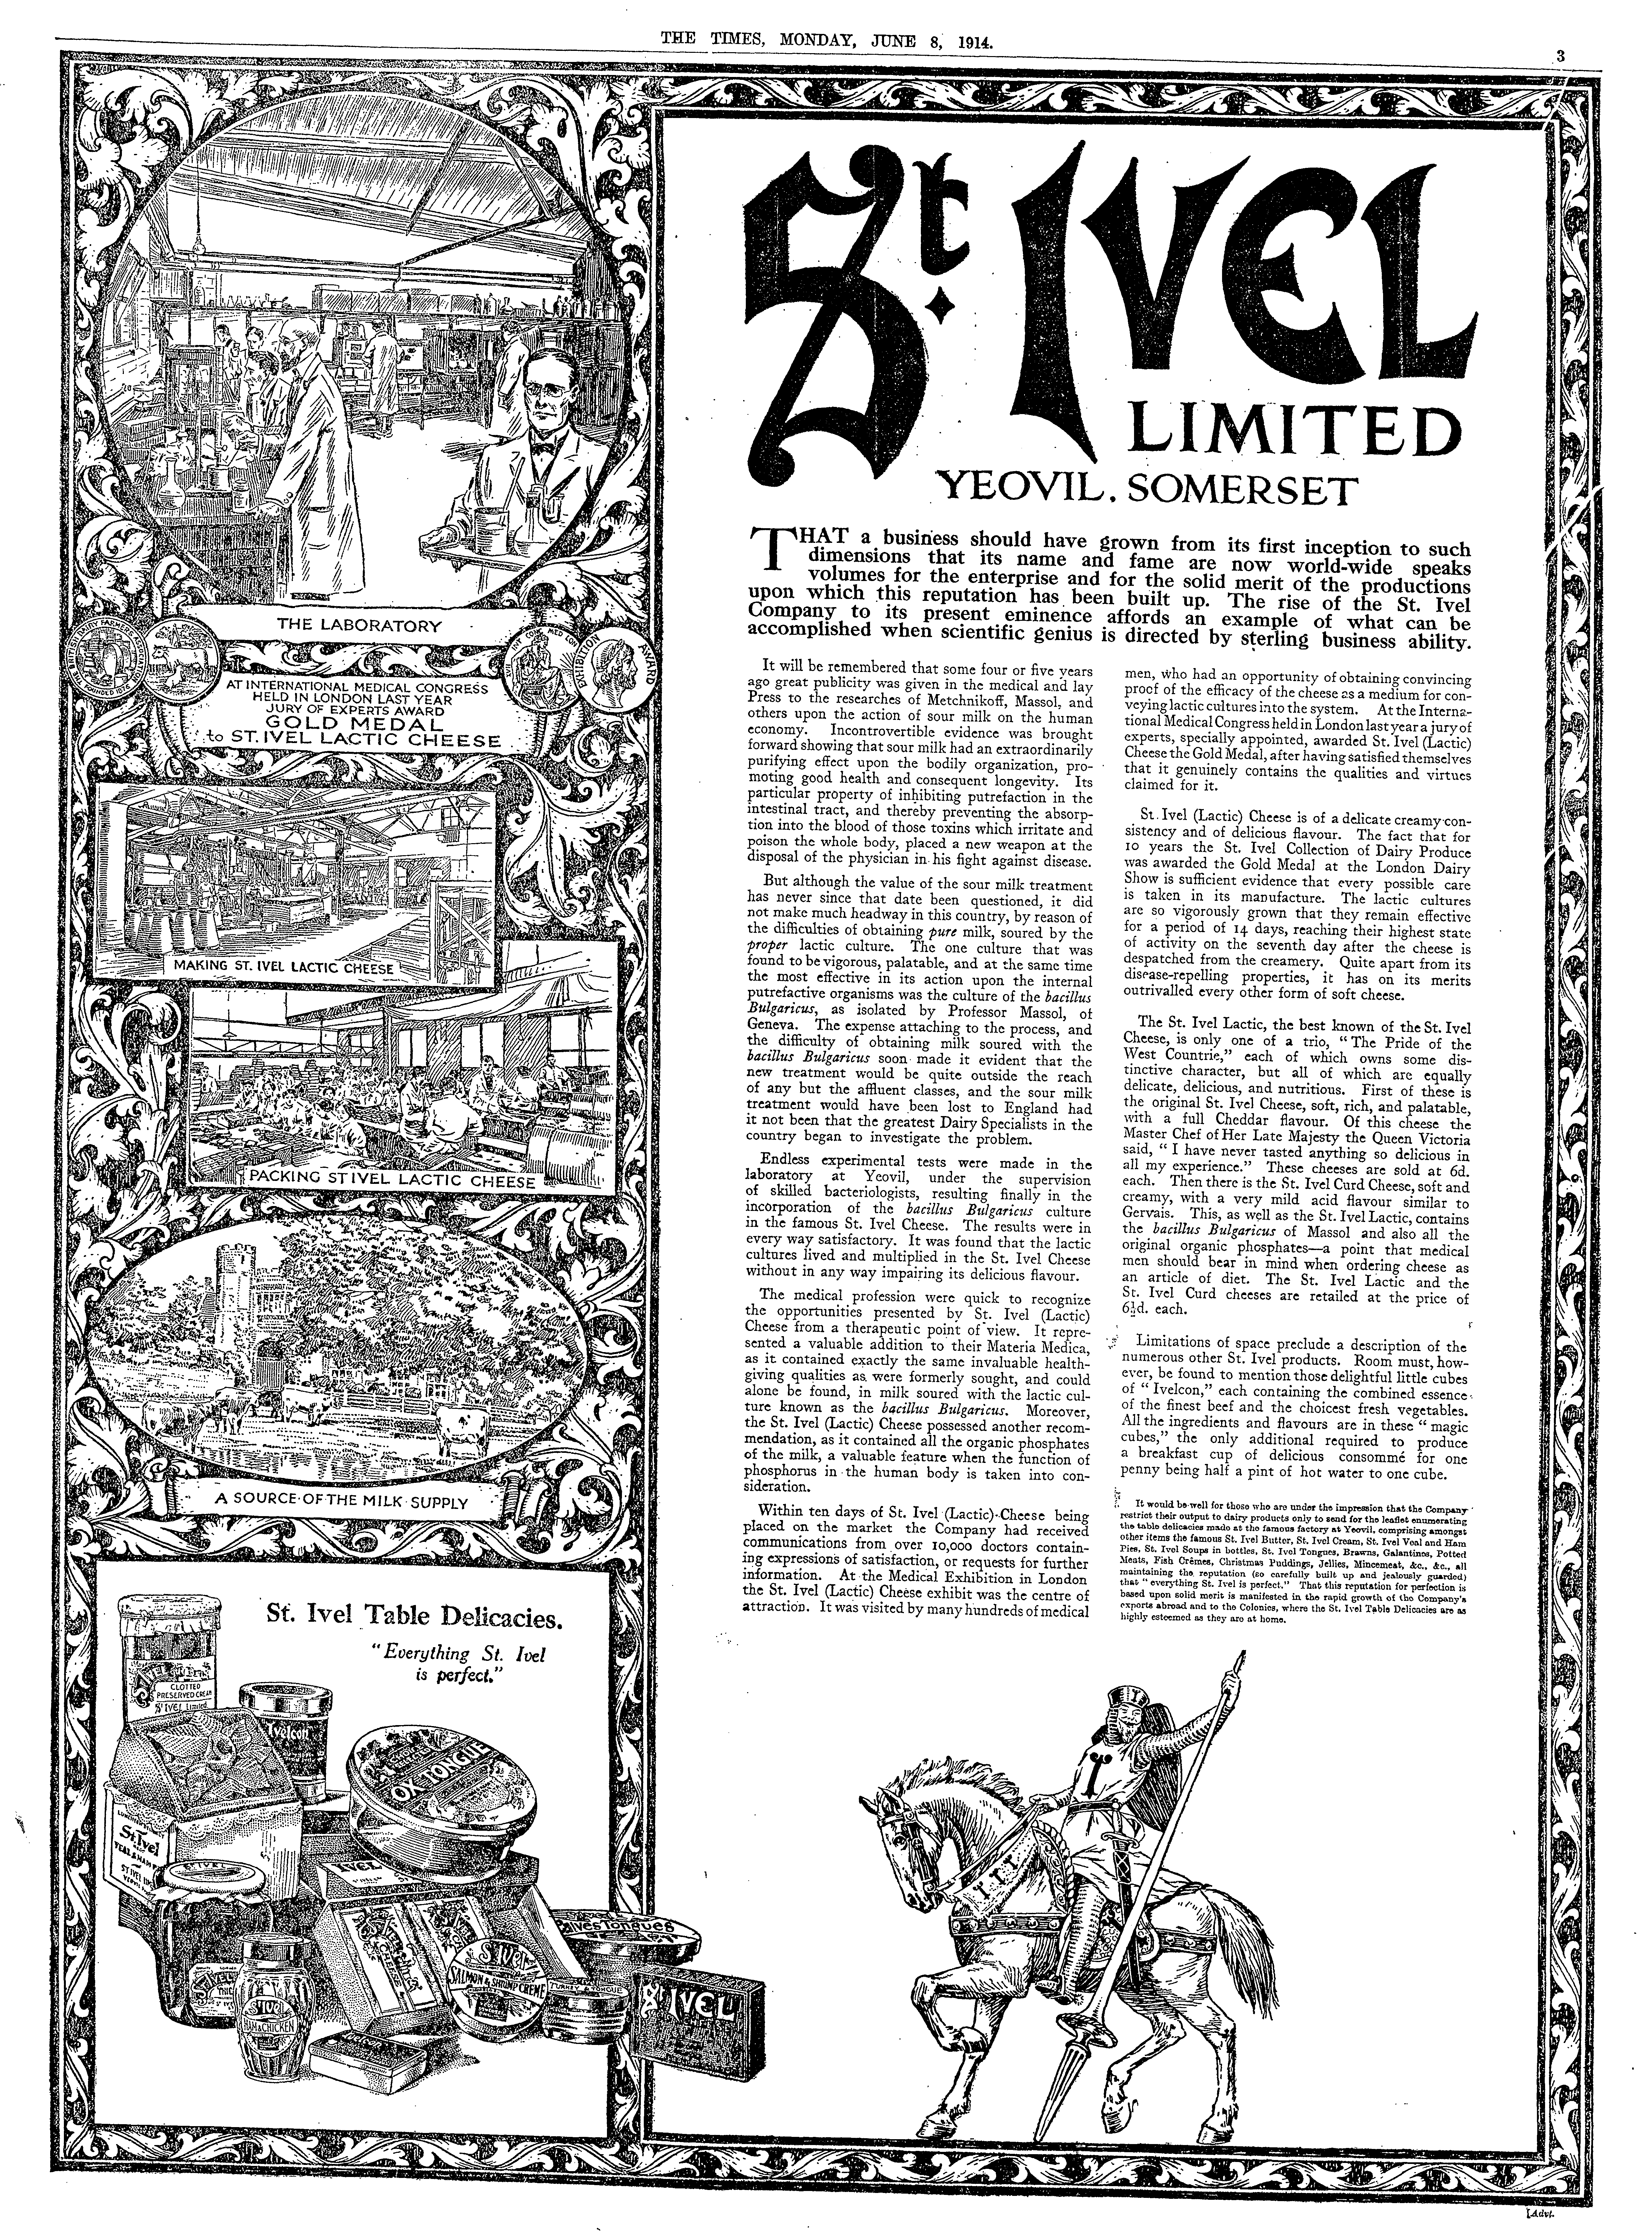 THE TIMES, MONDAY, JUNE 8, 1914.
3
THE LABORATORY
AT INTERNATIONAL MEDICAL CONGRESS
HELD IN LONDON LAST YEAR
JURY OF EXPERTS AWARD
GOLD MEDAL
to ST. IVEL LACTIC CHEESE
EXHIBITION
AWARD
MAKING ST. IVEL LACTIC CHEESE
PACKING ST IVEL LACTIC CHEESE
A SOURCE·OF·THE MILK·SUPPLY
St. Ivel Table Delicacies.
"Everything St. Ivel
is perfect."
CLOTTED
PRESERVED CREAM
St IVEL Limited
Ivelcon
OX TONGUE
St. Ivel
IVEL
SALMON & SHRIMP CRÈME
HAM & CHICKEN
St IVEL
St IVEL
LIMITED
YEOVIL. SOMERSET
THAT a business should have grown from its first inception to such
dimensions that its name and fame are now world-wide speaks
volumes for the enterprise and for the solid merit of the productions
upon which this reputation has been built up. The rise of the St. Ivel
Company to its present eminence affords an example of what can be
accomplished when scientific genius is directed by sterling business ability.
It will be remembered that some four or five years
ago great publicity was given in the medical and lay
Press to the researches of Metchnikoff, Massol, and
others upon the action of sour milk on the human
economy. Incontrovertible evidence was brought
forward showing that sour milk had an extraordinarily
purifying effect upon the bodily organization, pro-
moting good health and consequent longevity. Its
particular property of inhibiting putrefaction in the
intestinal tract, and thereby preventing the absorp-
tion into the blood of those toxins which irritate and
poison the whole body, placed a new weapon at the
disposal of the physician in his fight against disease.
But although the value of the sour milk treatment
has never since that date been questioned, it did
not make much headway in this country, by reason of
the difficulties of obtaining pure milk, soured by the
proper lactic culture. The one culture that was
found to be vigorous, palatable, and at the same time
the most effective in its action upon the internal
putrefactive organisms was the culture of the bacillus
Bulgaricus, as isolated by Professor Massol, of
Geneva. The expense attaching to the process, and
the difficulty of obtaining milk soured with the
bacillus Bulgaricus soon made it evident that the
new treatment would be quite outside the reach
of any but the affluent classes, and the sour milk
treatment would have been lost to England had
it not been that the greatest Dairy Specialists in the
country began to investigate the problem.
Endless experimental tests were made in the
laboratory at Yeovil, under the supervision
of skilled bacteriologists, resulting finally in the
incorporation of the bacillus Bulgaricus culture
in the famous St. Ivel Cheese. The results were in
every way satisfactory. It was found that the lactic
cultures lived and multiplied in the St. Ivel Cheese
without in any way impairing its delicious flavour.
The medical profession were quick to recognize
the opportunities presented by St. Ivel (Lactic)
Cheese from a therapeutic point of view. It repre-
sented a valuable addition to their Materia Medica,
as it contained exactly the same invaluable health-
giving qualities as were formerly sought, and could
alone be found, in milk soured with the lactic cul-
ture known as the bacillus Bulgaricus. Moreover,
the St. Ivel (Lactic) Cheese possessed another recom-
mendation, as it contained all the organic phosphates
of the milk, a valuable feature when the function of
phosphorus in the human body is taken into con-
sideration.
Within ten days of St. Ivel (Lactic) Cheese being
placed on the market the Company had received
communications from over 10,000 doctors contain-
ing expressions of satisfaction, or requests for further
information. At the Medical Exhibition in London
the St. Ivel (Lactic) Cheese exhibit was the centre of
attraction. It was visited by many hundreds of medical
men, who had an opportunity of obtaining convincing
proof of the efficacy of the cheese as a medium for con-
veying lactic cultures into the system. At the Interna-
tional Medical Congress held in London last year a jury of
experts, specially appointed, awarded St. Ivel (Lactic)
Cheese the Gold Medal, after having satisfied themselves
that it genuinely contains the qualities and virtues
claimed for it.
St. Ivel (Lactic) Cheese is of a delicate creamy con-
sistency and of delicious flavour. The fact that for
10 years the St. Ivel Collection of Dairy Produce
was awarded the Gold Medal at the London Dairy
Show is sufficient evidence that every possible care
is taken in its manufacture. The lactic cultures
are so vigorously grown that they remain effective
for a period of 14 days, reaching their highest state
of activity on the seventh day after the cheese is
despatched from the creamery. Quite apart from its
disease-repelling properties, it has on its merits
outrivalled every other form of soft cheese.
The St. Ivel Lactic, the best known of the St. Ivel
Cheese, is only one of a trio, "The Pride of the
West Countrie," each of which owns some dis-
tinctive character, but all of which are equally
delicate, delicious, and nutritious. First of these is
the original St. Ivel Cheese, soft, rich, and palatable,
with a full Cheddar flavour. Of this cheese the
Master Chef of Her Late Majesty the Queen Victoria
said, "I have never tasted anything so delicious in
all my experience." These cheeses are sold at 6d.
each. Then there is the St. Ivel Curd Cheese, soft and
creamy, with a very mild acid flavour similar to
Gervais. This, as well as the St. Ivel Lactic, contains
the bacillus Bulgaricus of Massol and also all the
original organic phosphates—a point that medical
men should bear in mind when ordering cheese as
an article of diet. The St. Ivel Lactic and the
St. Ivel Curd cheeses are retailed at the price of
6½d. each.
Limitations of space preclude a description of the
numerous other St. Ivel products. Room must, how-
ever, be found to mention those delightful little cubes
of "Ivelcon," each containing the combined essence
of the finest beef and the choicest fresh vegetables.
All the ingredients and flavours are in these "magic
cubes," the only additional required to produce
a breakfast cup of delicious consommé for one
penny being half a pint of hot water to one cube.
It would be well for those who are under the impression that the Company
restrict their output to dairy products only to send for the leaflet enumerating
the table delicacies made at the famous factory at Yeovil, comprising amongst
other items the famous St. Ivel Butter, St. Ivel Cream, St. Ivel Veal and Ham
Pies, St. Ivel Soups in bottles, St. Ivel Tongues, Brawns, Galantines, Potted
Meats, Fish Crèmes, Christmas Puddings, Jellies, Mincemeat, &c., &c., all
maintaining the reputation (so carefully built up and jealously guarded)
that "everything St. Ivel is perfect." That this reputation for perfection is
based upon solid merit is manifested in the rapid growth of the Company's
exports abroad and to the Colonies, where the St. Ivel Table Delicacies are as
highly esteemed as they are at home.
[Advt.